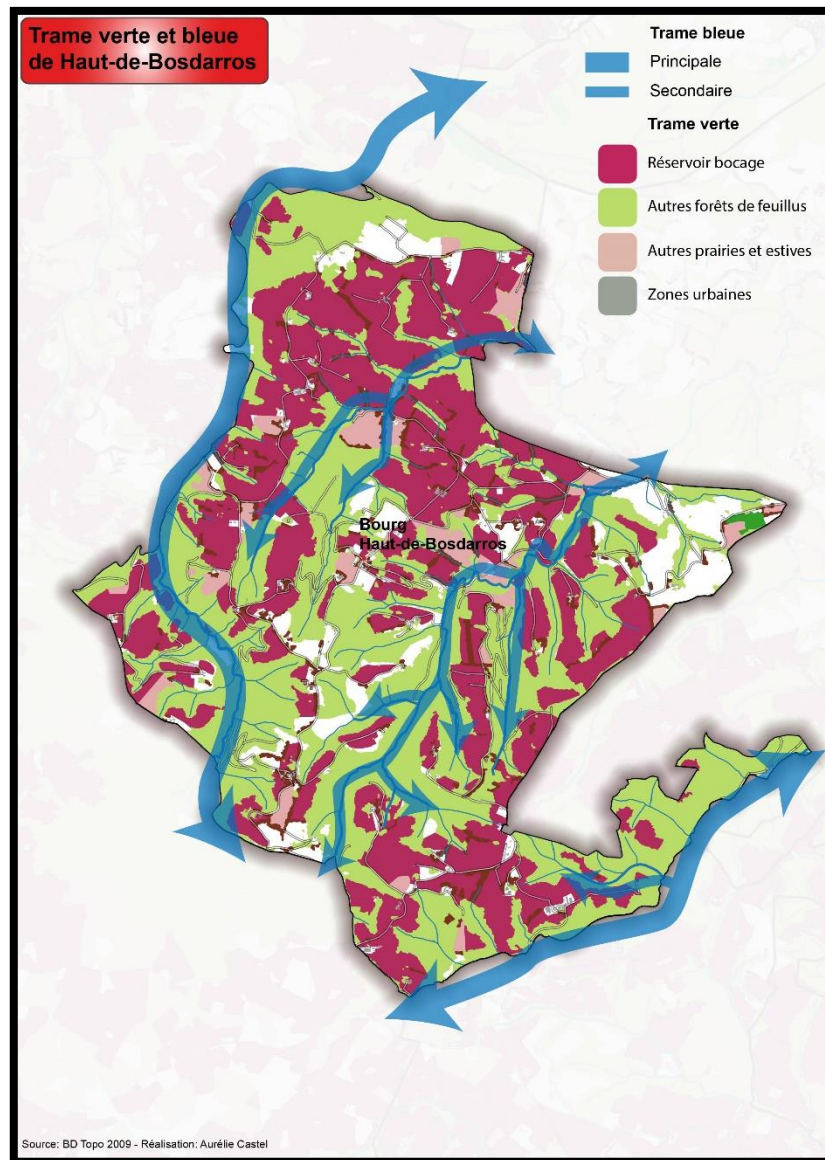 Trame verte et bleue
de Haut-de-Bosdarros
Trame bleue
Principale
Secondaire
Trame verte
Réservoir bocage
Autres forêts de feuillus
Autres prairies et estives
Zones urbaines
Bourg
Haut-de-Bosdarros
Source: BD Topo 2009 - Réalisation: Aurélie Castel